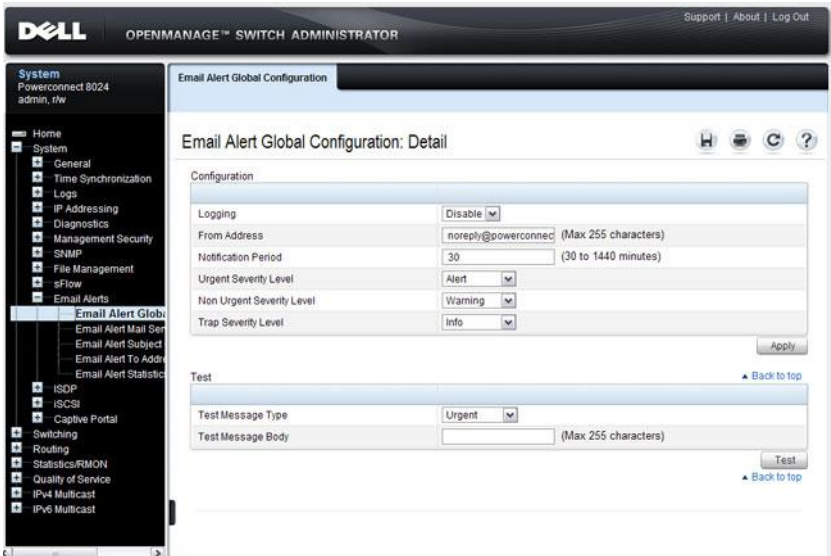 Support | About | Log Out
DELL
OPENMANAGE™ SWITCH ADMINISTRATOR
System
Powerconnect 8024
admin, r/w
Home
System
General
Time Synchronization
Logs
IP Addressing
Diagnostics
Management Security
SNMP
File Management
sFlow
Email Alerts
Email Alert Globa
Email Alert Mail Ser
Email Alert Subject
Email Alert To Addre
Email Alert Statistics
ISDP
iSCSI
Captive Portal
Switching
Routing
Statistics/RMON
Quality of Service
IPv4 Multicast
IPv6 Multicast
Email Alert Global Configuration
Email Alert Global Configuration: Detail
Configuration
Logging Disable
From Address noreply@powerconnec (Max 255 characters)
Notification Period 30 (30 to 1440 minutes)
Urgent Severity Level Alert
Non Urgent Severity Level Warning
Trap Severity Level Info
Apply
Test ▲ Back to top
Test Message Type Urgent
Test Message Body (Max 255 characters)
Test
▲ Back to top